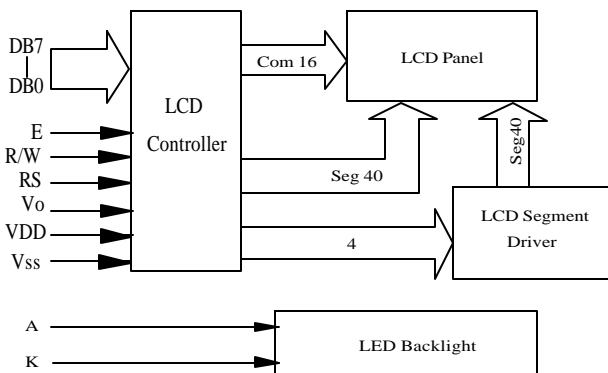 DB7
DB0
E
R/W
RS
Vo
VDD
Vss
LCD
Controller
Com 16
LCD Panel
Seg 40
Seg40
4
LCD Segment
Driver
A
K
LED Backlight